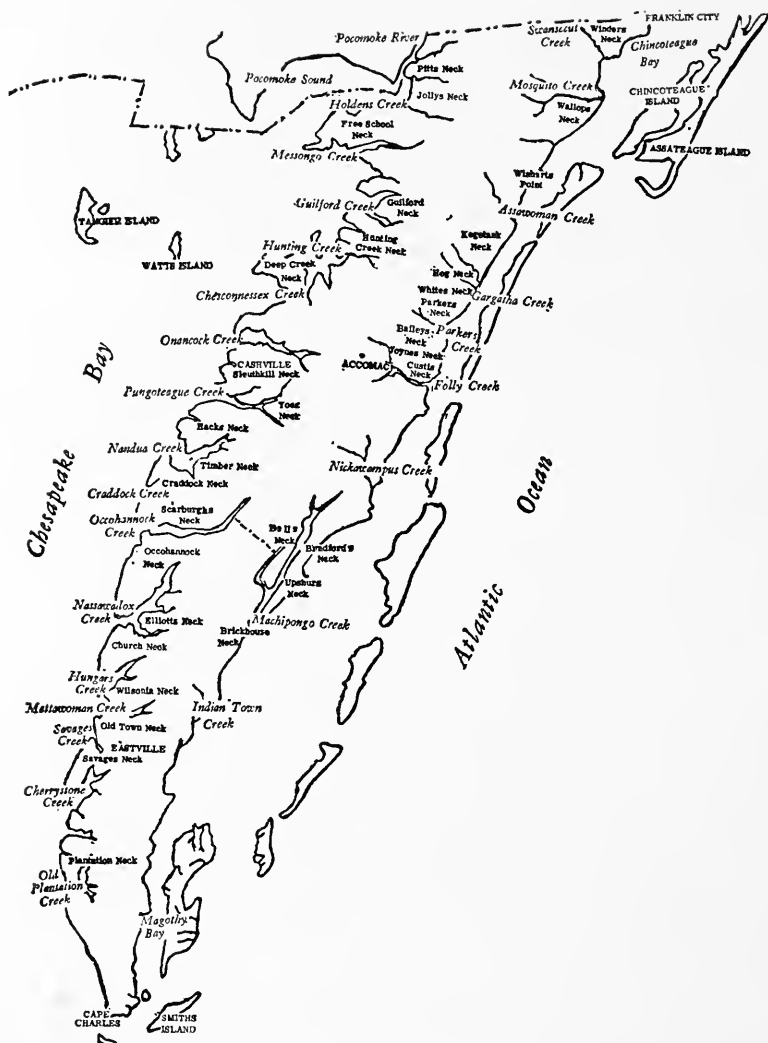 FRANKLIN CITY
Swansecut
Creek
Winders
Neck
Chincoteague
Bay
Pocomoke River
Pocomoke Sound
Pitts Neck
Jollys Neck
Holdens Creek
Mosquito Creek
Wallops
Neck
CHINCOTEAGUE
ISLAND
ASSATEAGUE ISLAND
Free School
Neck
Messongo Creek
Wisharts
Point
Guilford Creek
Guilford
Neck
Assawoman Creek
TANGIER ISLAND
WATTS ISLAND
Hunting Creek
Hunting
Creek Neck
Kegotank
Neck
Deep Creek
Neck
Hog Neck
Chesconnessex Creek
Whites Neck
Gargatha Creek
Parkers
Neck
Onancock Creek
Baileys
Neck
Parkers
Creek
Joynes Neck
CASHVILLE
Sleuthkill Neck
ACCOMAC
Custis
Neck
Folly Creek
Bay
Pungoteague Creek
Yoes
Neck
Hacks Neck
Nandua Creek
Timber Neck
Nickawampus Creek
Craddock Neck
Craddock Creek
Chesapeake
Ocean
Occohannock
Creek
Scarburghs
Neck
Bells
Neck
Bradford's
Neck
Occohannock
Neck
Upshurs
Neck
Atlantic
Nassawadox
Creek
Elliotts Neck
Machipongo Creek
Brickhouse
Neck
Church Neck
Hungars
Creek
Wilsonia Neck
Mattawoman Creek
Indian Town
Creek
Savages
Creek
Old Town Neck
EASTVILLE
Savages Neck
Cherrystone
Creek
Plantation Neck
Old
Plantation
Creek
Magothy
Bay
CAPE
CHARLES
SMITHS
ISLAND